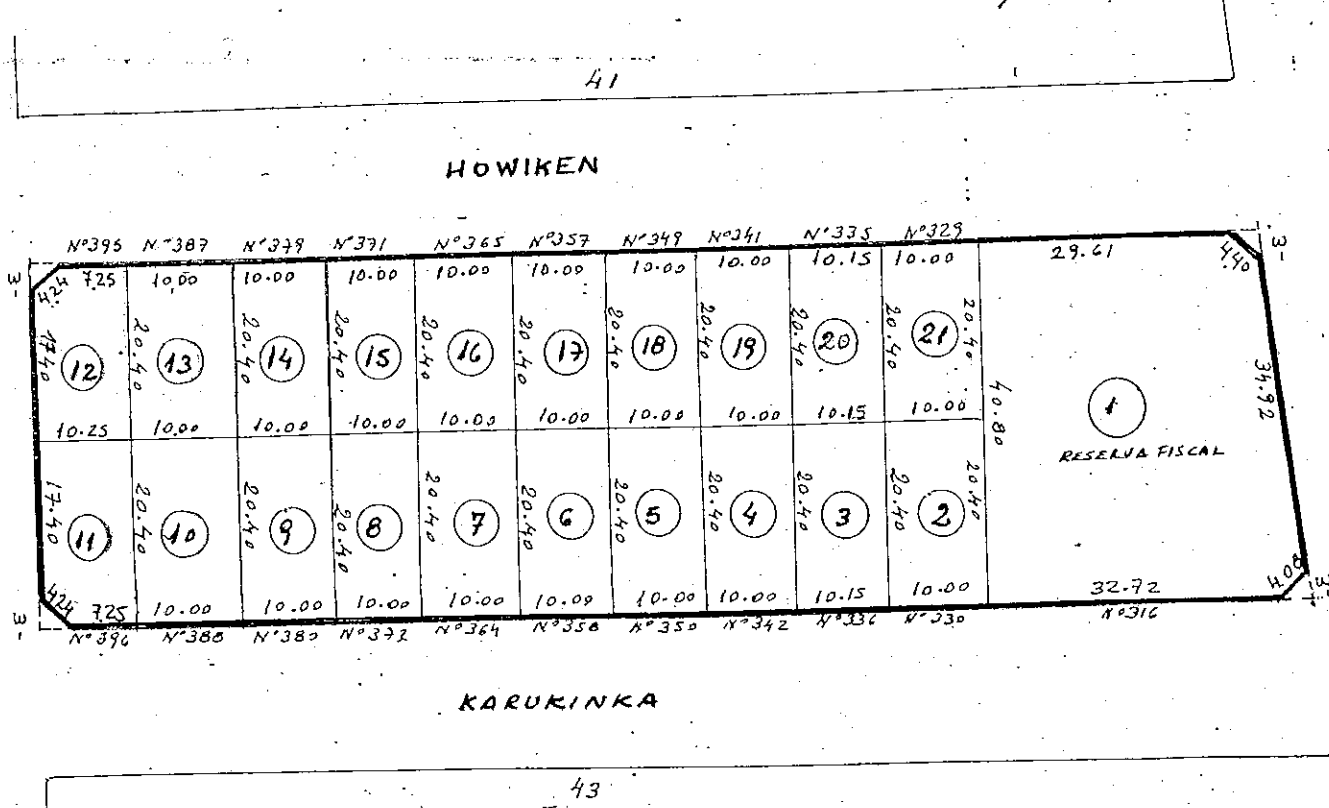 41
HOWIKEN
N°395 N°387 N°379 N°371 N°365 N°357 N°349 N°341 N°335 N°329
-3- -3-
4.24 7.25 10.00 10.00 10.00 10.00 10.00 10.00 10.00 10.15 10.00 29.61 4.40
17.40 20.40 20.40 20.40 20.40 20.40 20.40 20.40 20.40 20.40 20.40 34.92
12 13 14 15 16 17 18 19 20 21 1
RESERVA FISCAL
10.25 10.00 10.00 10.00 10.00 10.00 10.00 10.00 10.15 10.00 40.80
17.40 20.40 20.40 20.40 20.40 20.40 20.40 20.40 20.40 20.40 20.40
11 10 9 8 7 6 5 4 3 2
4.24 7.25 10.00 10.00 10.00 10.00 10.00 10.00 10.00 10.15 10.00 32.72 4.08
-3- -3-
N°396 N°388 N°380 N°372 N°364 N°358 N°350 N°342 N°336 N°330 N°316
KARUKINKA
43